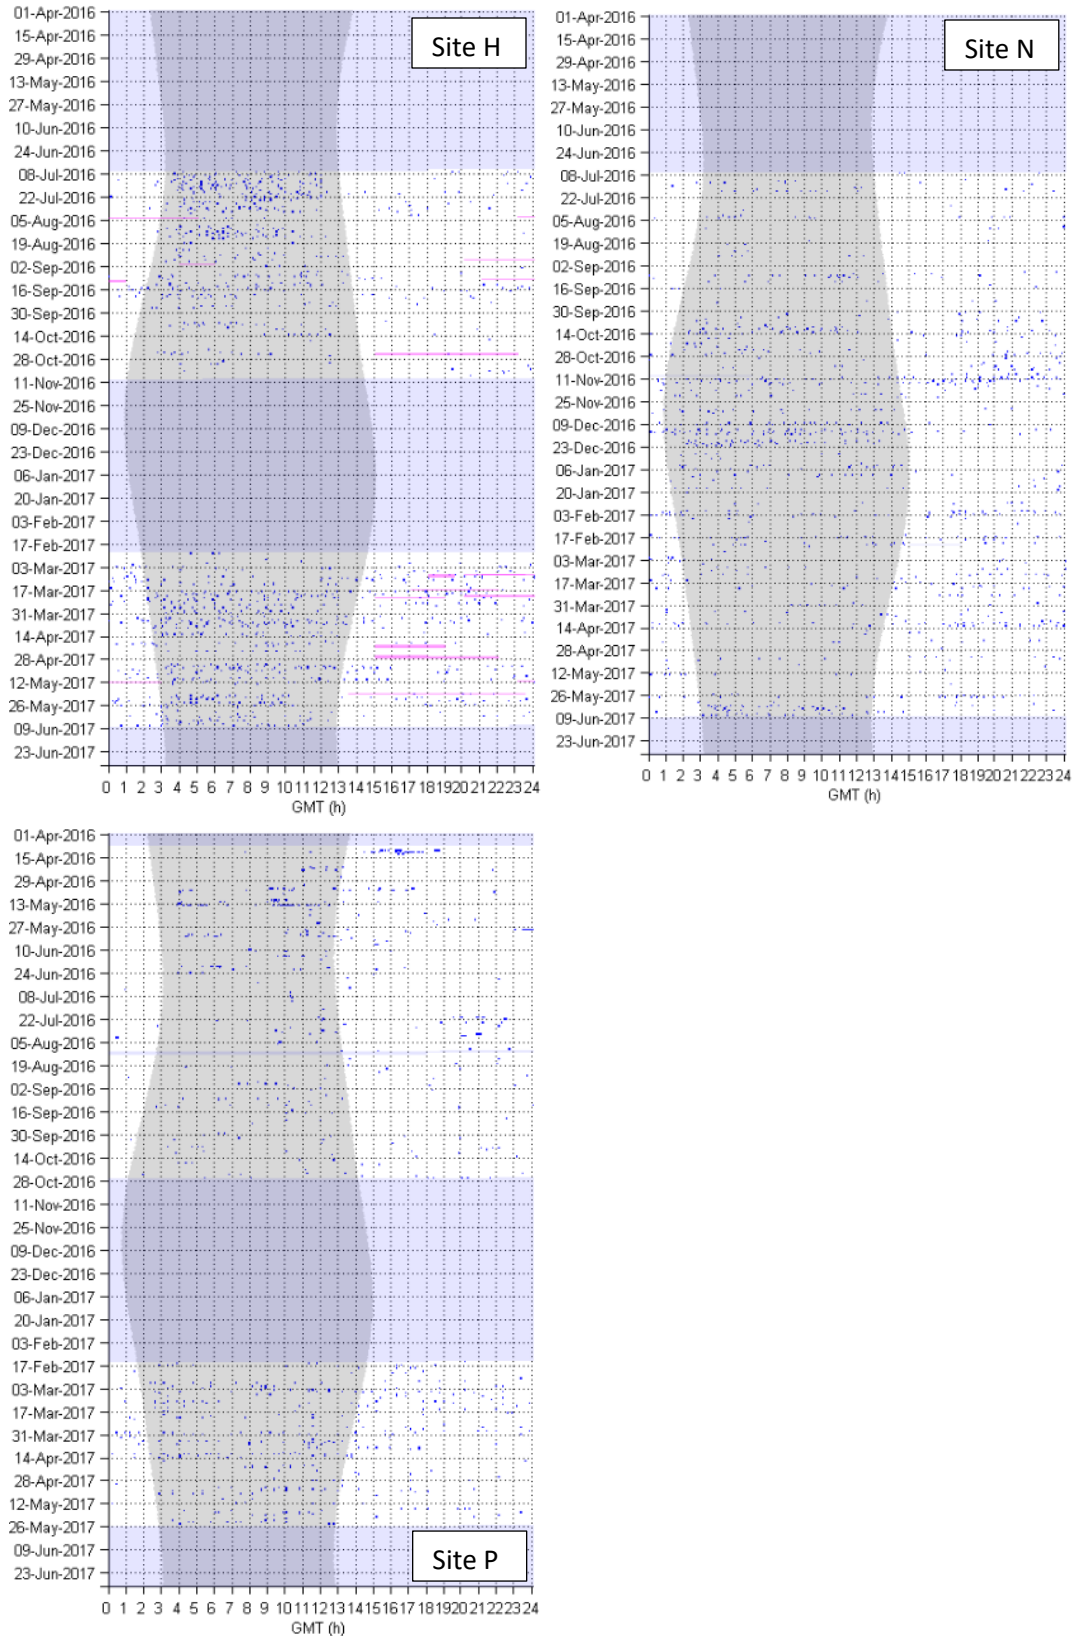 Site H
01-Apr-2016
15-Apr-2016
29-Apr-2016
13-May-2016
27-May-2016
10-Jun-2016
24-Jun-2016
08-Jul-2016
22-Jul-2016
05-Aug-2016
19-Aug-2016
02-Sep-2016
16-Sep-2016
30-Sep-2016
14-Oct-2016
28-Oct-2016
11-Nov-2016
25-Nov-2016
09-Dec-2016
23-Dec-2016
06-Jan-2017
20-Jan-2017
03-Feb-2017
17-Feb-2017
03-Mar-2017
17-Mar-2017
31-Mar-2017
14-Apr-2017
28-Apr-2017
12-May-2017
26-May-2017
09-Jun-2017
23-Jun-2017
0 1 2 3 4 5 6 7 8 9 10 11 12 13 14 15 16 17 18 19 20 21 22 23 24
GMT (h)
Site N
01-Apr-2016
15-Apr-2016
29-Apr-2016
13-May-2016
27-May-2016
10-Jun-2016
24-Jun-2016
08-Jul-2016
22-Jul-2016
05-Aug-2016
19-Aug-2016
02-Sep-2016
16-Sep-2016
30-Sep-2016
14-Oct-2016
28-Oct-2016
11-Nov-2016
25-Nov-2016
09-Dec-2016
23-Dec-2016
06-Jan-2017
20-Jan-2017
03-Feb-2017
17-Feb-2017
03-Mar-2017
17-Mar-2017
31-Mar-2017
14-Apr-2017
28-Apr-2017
12-May-2017
26-May-2017
09-Jun-2017
23-Jun-2017
0 1 2 3 4 5 6 7 8 9 10 11 12 13 14 15 16 17 18 19 20 21 22 23 24
GMT (h)
01-Apr-2016
15-Apr-2016
29-Apr-2016
13-May-2016
27-May-2016
10-Jun-2016
24-Jun-2016
08-Jul-2016
22-Jul-2016
05-Aug-2016
19-Aug-2016
02-Sep-2016
16-Sep-2016
30-Sep-2016
14-Oct-2016
28-Oct-2016
11-Nov-2016
25-Nov-2016
09-Dec-2016
23-Dec-2016
06-Jan-2017
20-Jan-2017
03-Feb-2017
17-Feb-2017
03-Mar-2017
17-Mar-2017
31-Mar-2017
14-Apr-2017
28-Apr-2017
12-May-2017
26-May-2017
09-Jun-2017
23-Jun-2017
Site P
0 1 2 3 4 5 6 7 8 9 10 11 12 13 14 15 16 17 18 19 20 21 22 23 24
GMT (h)